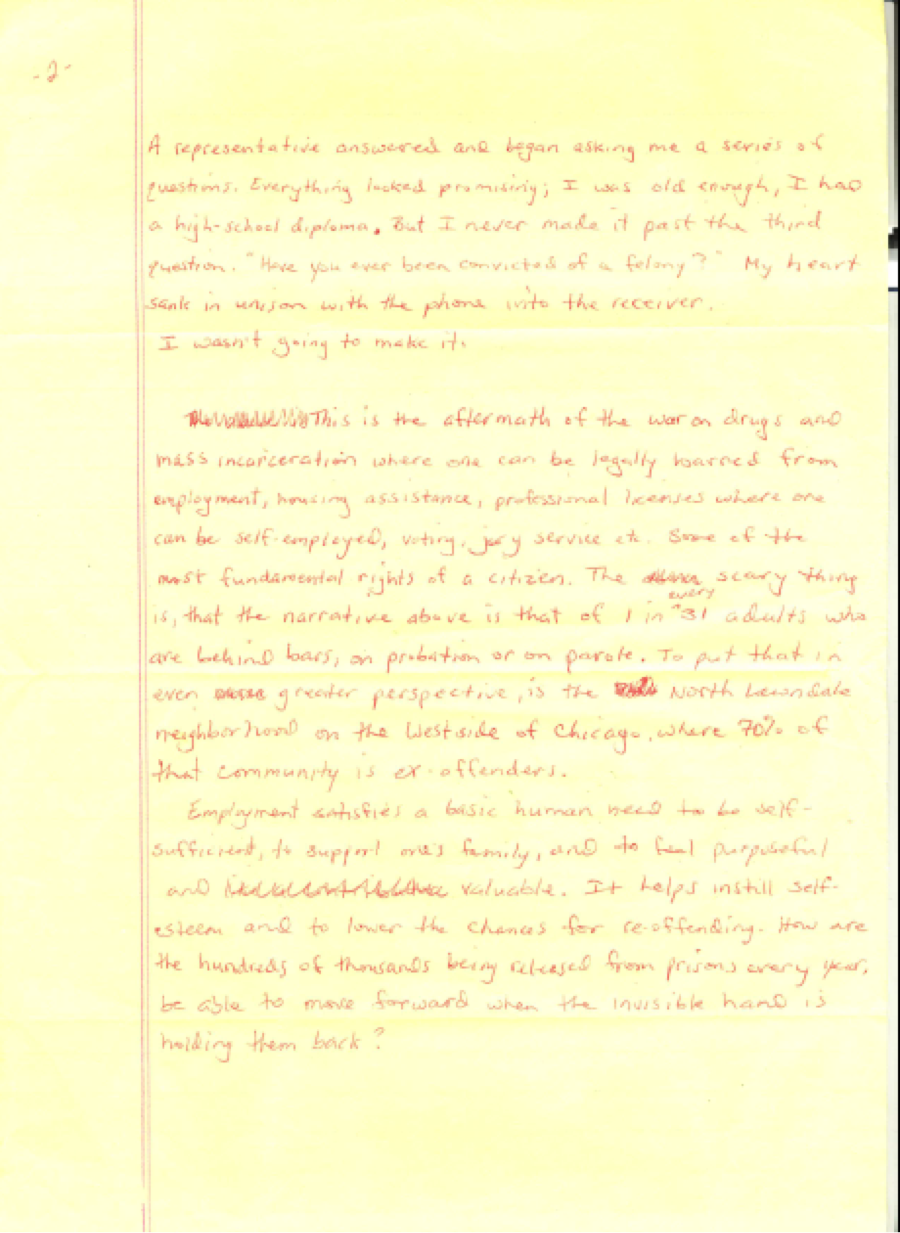 -2-
A representative answered and began asking me a series of
questions. Everything looked promising; I was old enough, I had
a high-school diploma. But I never made it past the third
question. "Have you ever been convicted of a felony?" My heart
sank in unison with the phone into the receiver.
I wasn't going to make it.
This is the aftermath of the war on drugs and
mass incarceration where one can be legally barred from
employment, housing assistance, professional licenses where one
can be self-employed, voting, jury service etc. Some of the
most fundamental rights of a citizen. The scary thing
is, that the narrative above is that of 1 in every 31 adults who
are behind bars, on probation or on parole. To put that in
even greater perspective, is the North Lawndale
neighborhood on the Westside of Chicago, where 70% of
that community is ex-offenders.
Employment satisfies a basic human need to be self-
sufficient, to support one's family, and to feel purposeful
and valuable. It helps instill self-
esteem and to lower the chances for re-offending. How are
the hundreds of thousands being released from prisons every year,
be able to move forward when the invisible hand is
holding them back?